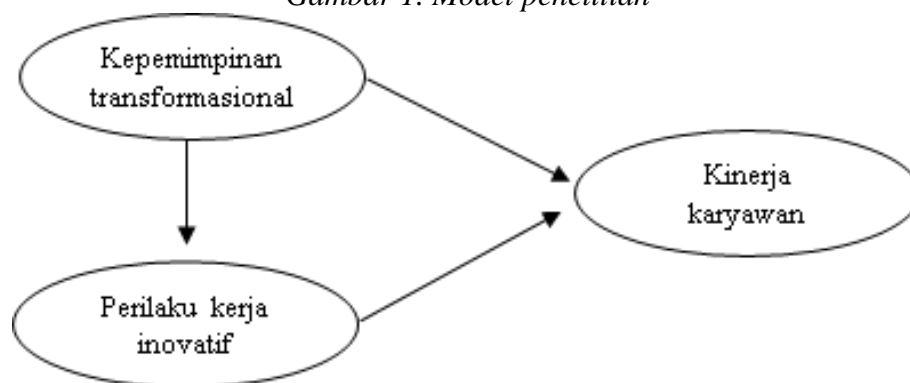 Gambar 1. Model penelitian
Kepemimpinan
transformasional
Kinerja
karyawan
Perilaku kerja
inovatif